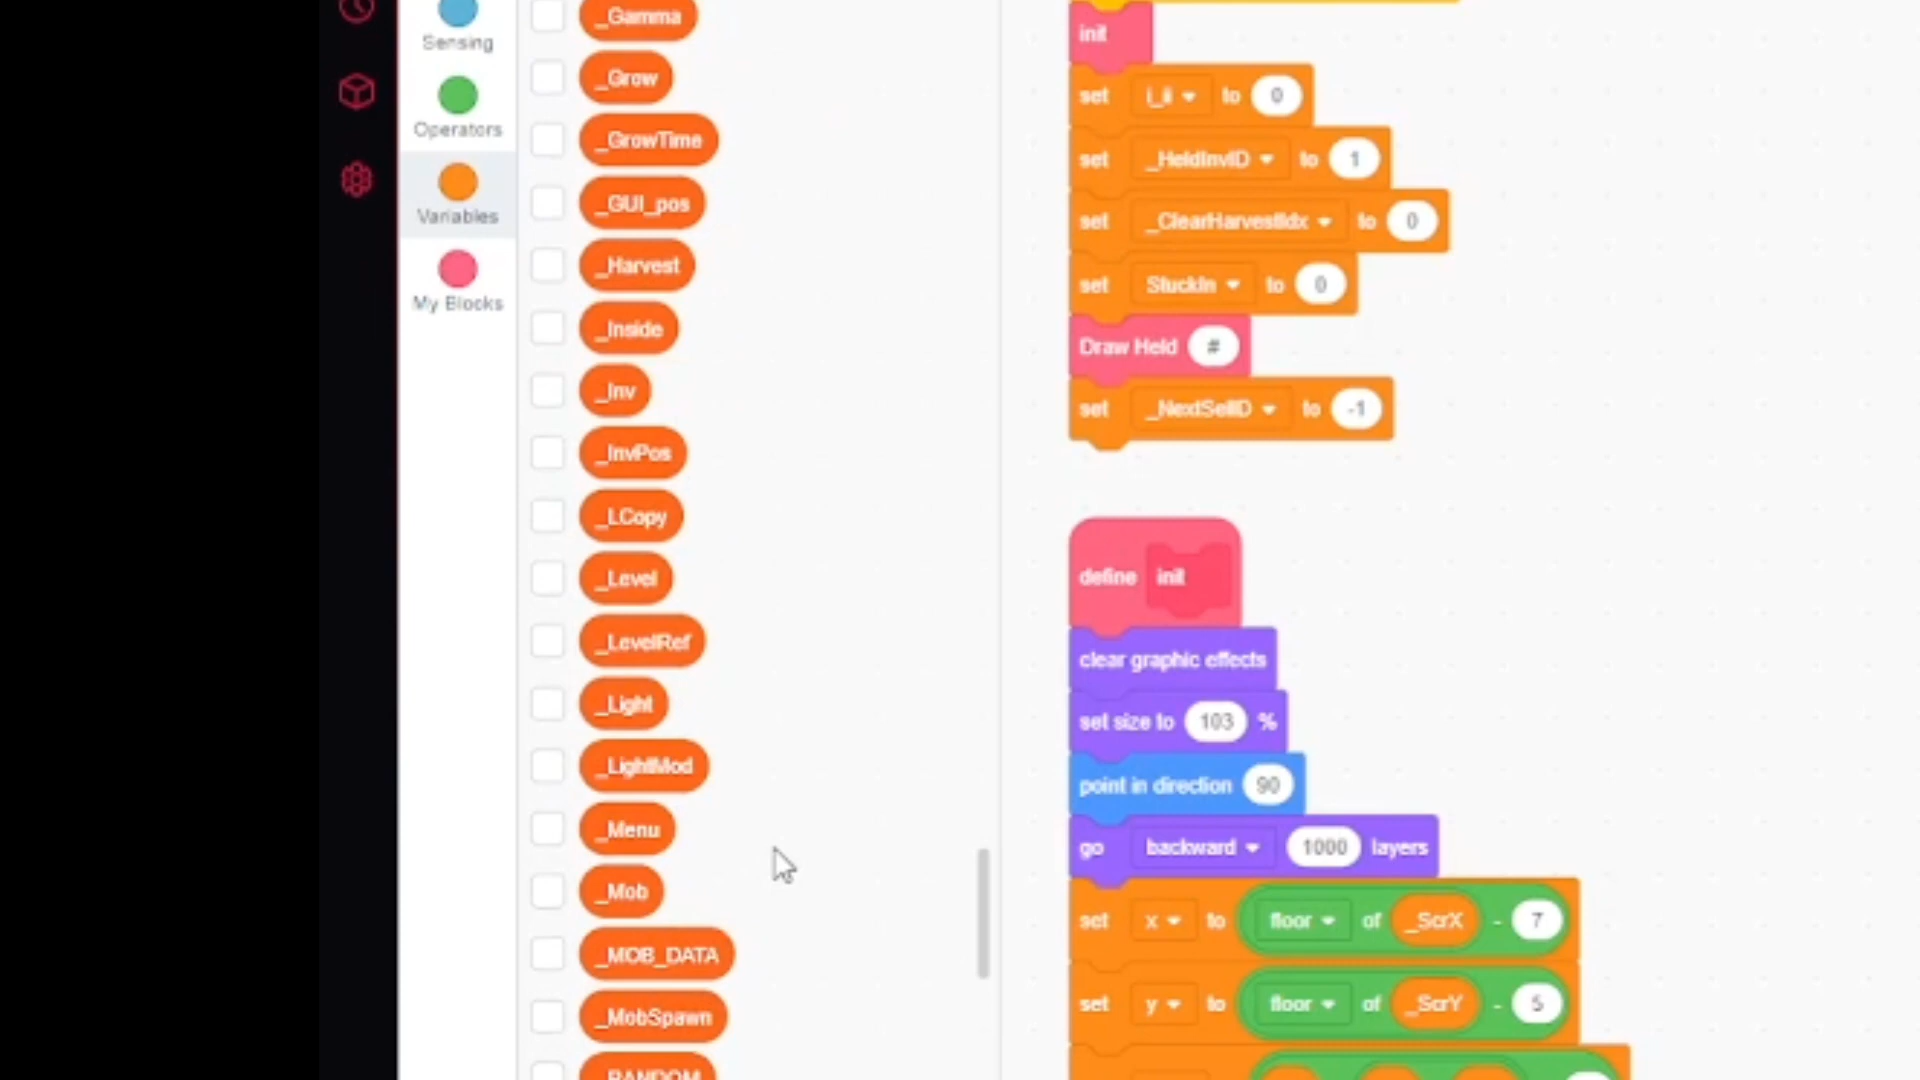 Sensing
Operators
Variables
My Blocks
_Gamma
_Grow
_GrowTime
_GUI_pos
_Harvest
_Inside
_Inv
_InvPos
_LCopy
_Level
_LevelRef
_Light
_LightMod
_Menu
_Mob
_MOB_DATA
_MobSpawn
RANDOM
init
set i_ii to 0
set _HeldInvID to 1
set _ClearHarvestIdx to 0
set StuckIn to 0
Draw Held #
set _NextSellD to -1
define init
clear graphic effects
set size to 103 %
point in direction 90
go backward 1000 layers
set x to floor of _ScrX - 7
set y to floor of _ScrY - 5